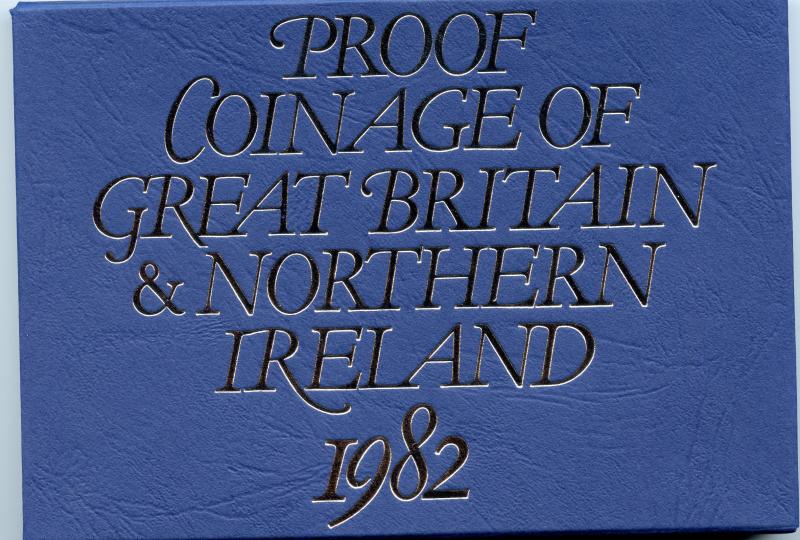 PROOF
COINAGE OF
GREAT BRITAIN
& NORTHERN
IRELAND
1982